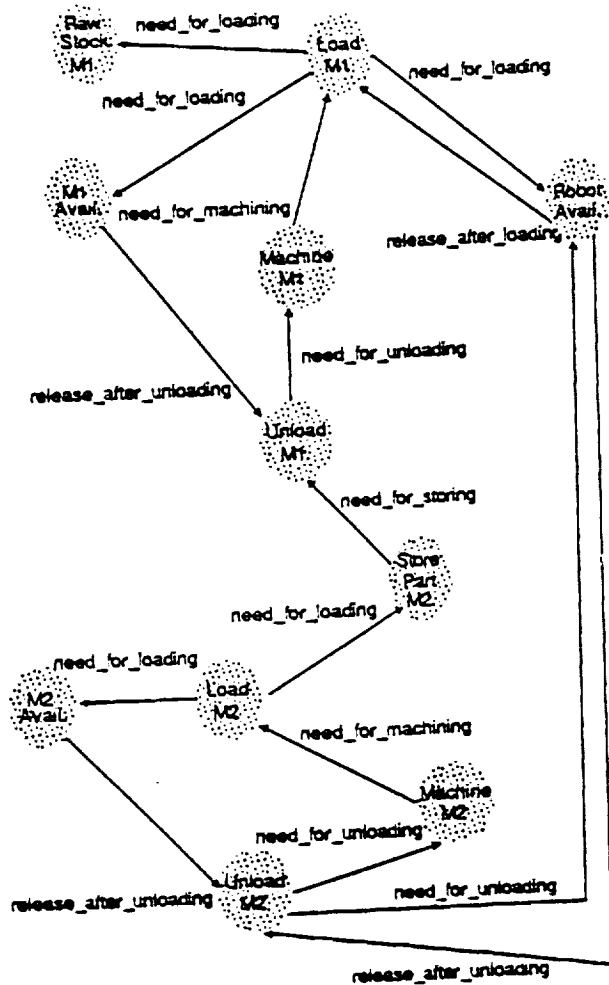 need_for_loading
Raw
Stock
M1.
Load
M1
need_for_loading
need_for_loading
M1
Avail.
need_for_machining
Robot
Avail.
release_after_loading
Machine
need_for_unloading
release_after_unloading
Unload
M1
need_for_storing
Store
Part
M2
need_for_loading
need_for_loading
M2
Avail.
Load
M2
need_for_machining
Machine
M2
need_for_unloading
release_after_unloading
Unload
M2
need_for_unloading
release_after_unloading